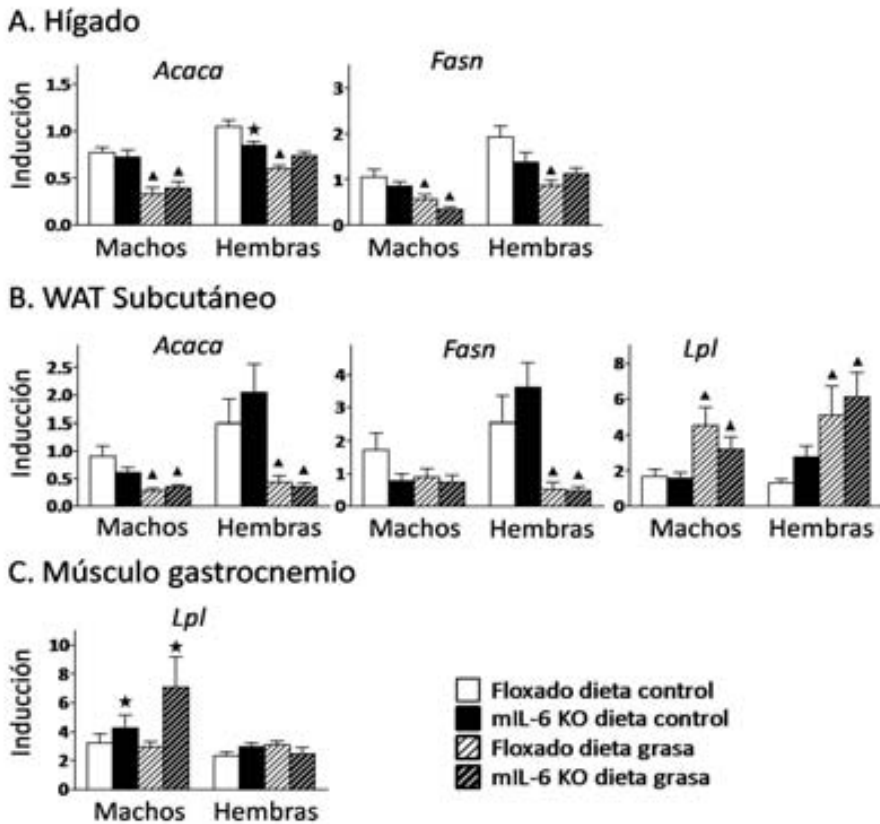 A. Hígado
Acaca
Fasn
Inducción
1.5
1.0
0.5
0.0
3
2
1
0
Machos
Hembras
Machos
Hembras
B. WAT Subcutáneo
Acaca
Fasn
Lpl
Inducción
2.5
2.0
1.5
1.0
0.5
0.0
4
3
2
1
0
8
6
4
2
0
Machos
Hembras
Machos
Hembras
Machos
Hembras
C. Músculo gastrocnemio
Lpl
Inducción
10
8
6
4
2
0
Machos
Hembras
Floxado dieta control
mIL-6 KO dieta control
Floxado dieta grasa
mIL-6 KO dieta grasa